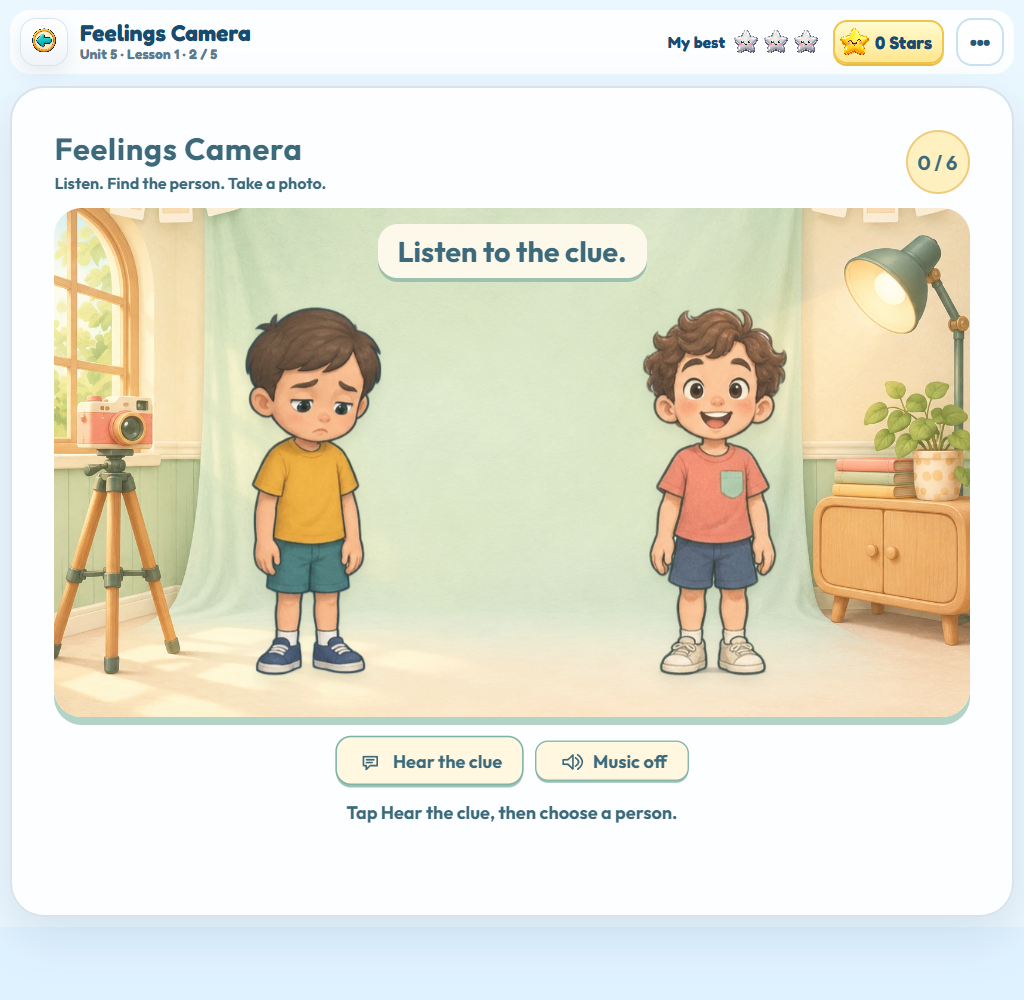 Feelings Camera
Unit 5 · Lesson 1 · 2 / 5
My best
0 Stars
Feelings Camera
Listen. Find the person. Take a photo.
0 / 6
Listen to the clue.
Hear the clue
Music off
Tap Hear the clue, then choose a person.